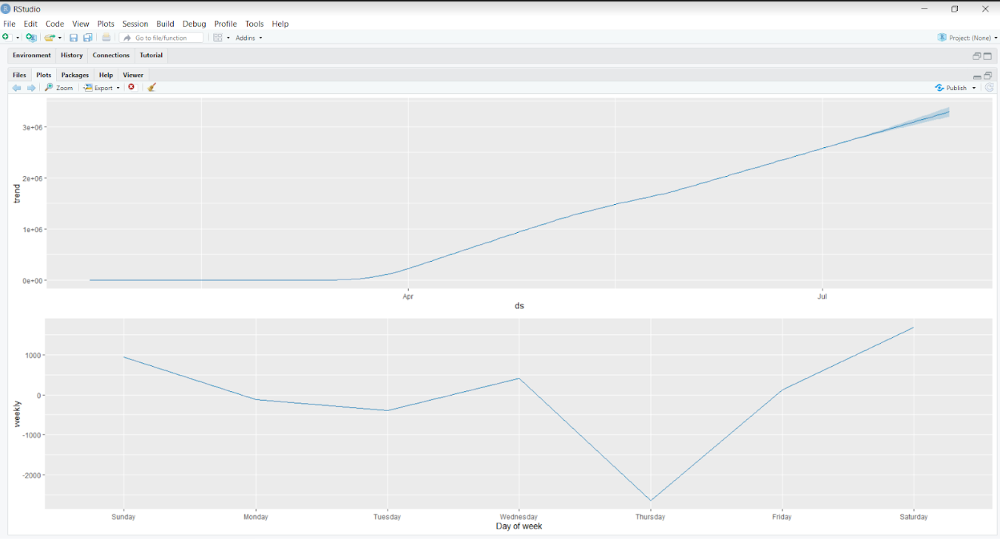 RStudio
File Edit Code View Plots Session Build Debug Profile Tools Help
Go to file/function Addins Project: (None)
Environment History Connections Tutorial
Files Plots Packages Help Viewer
Zoom Export Publish
3e+06
2e+06
1e+06
0e+00
trend
Apr Jul
ds
1000
0
-1000
-2000
weekly
Sunday Monday Tuesday Wednesday Thursday Friday Saturday
Day of week